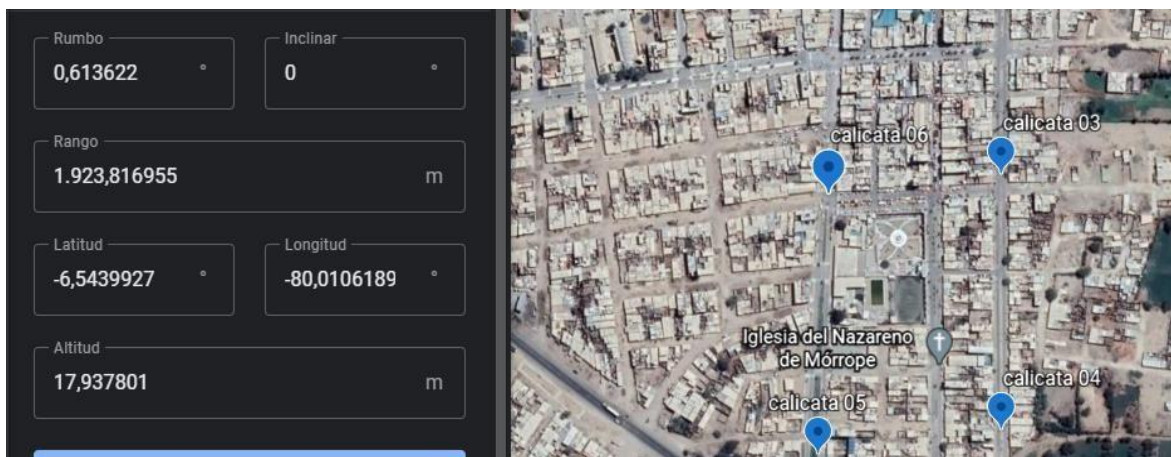 Rumbo
0,613622 °
Inclinar
0 °
Rango
1.923,816955 m
Latitud
-6,5439927 °
Longitud
-80,0106189 °
Altitud
17,937801 m
calicata 06
calicata 03
Iglesia del Nazareno
de Mórrope
calicata 04
calicata 05